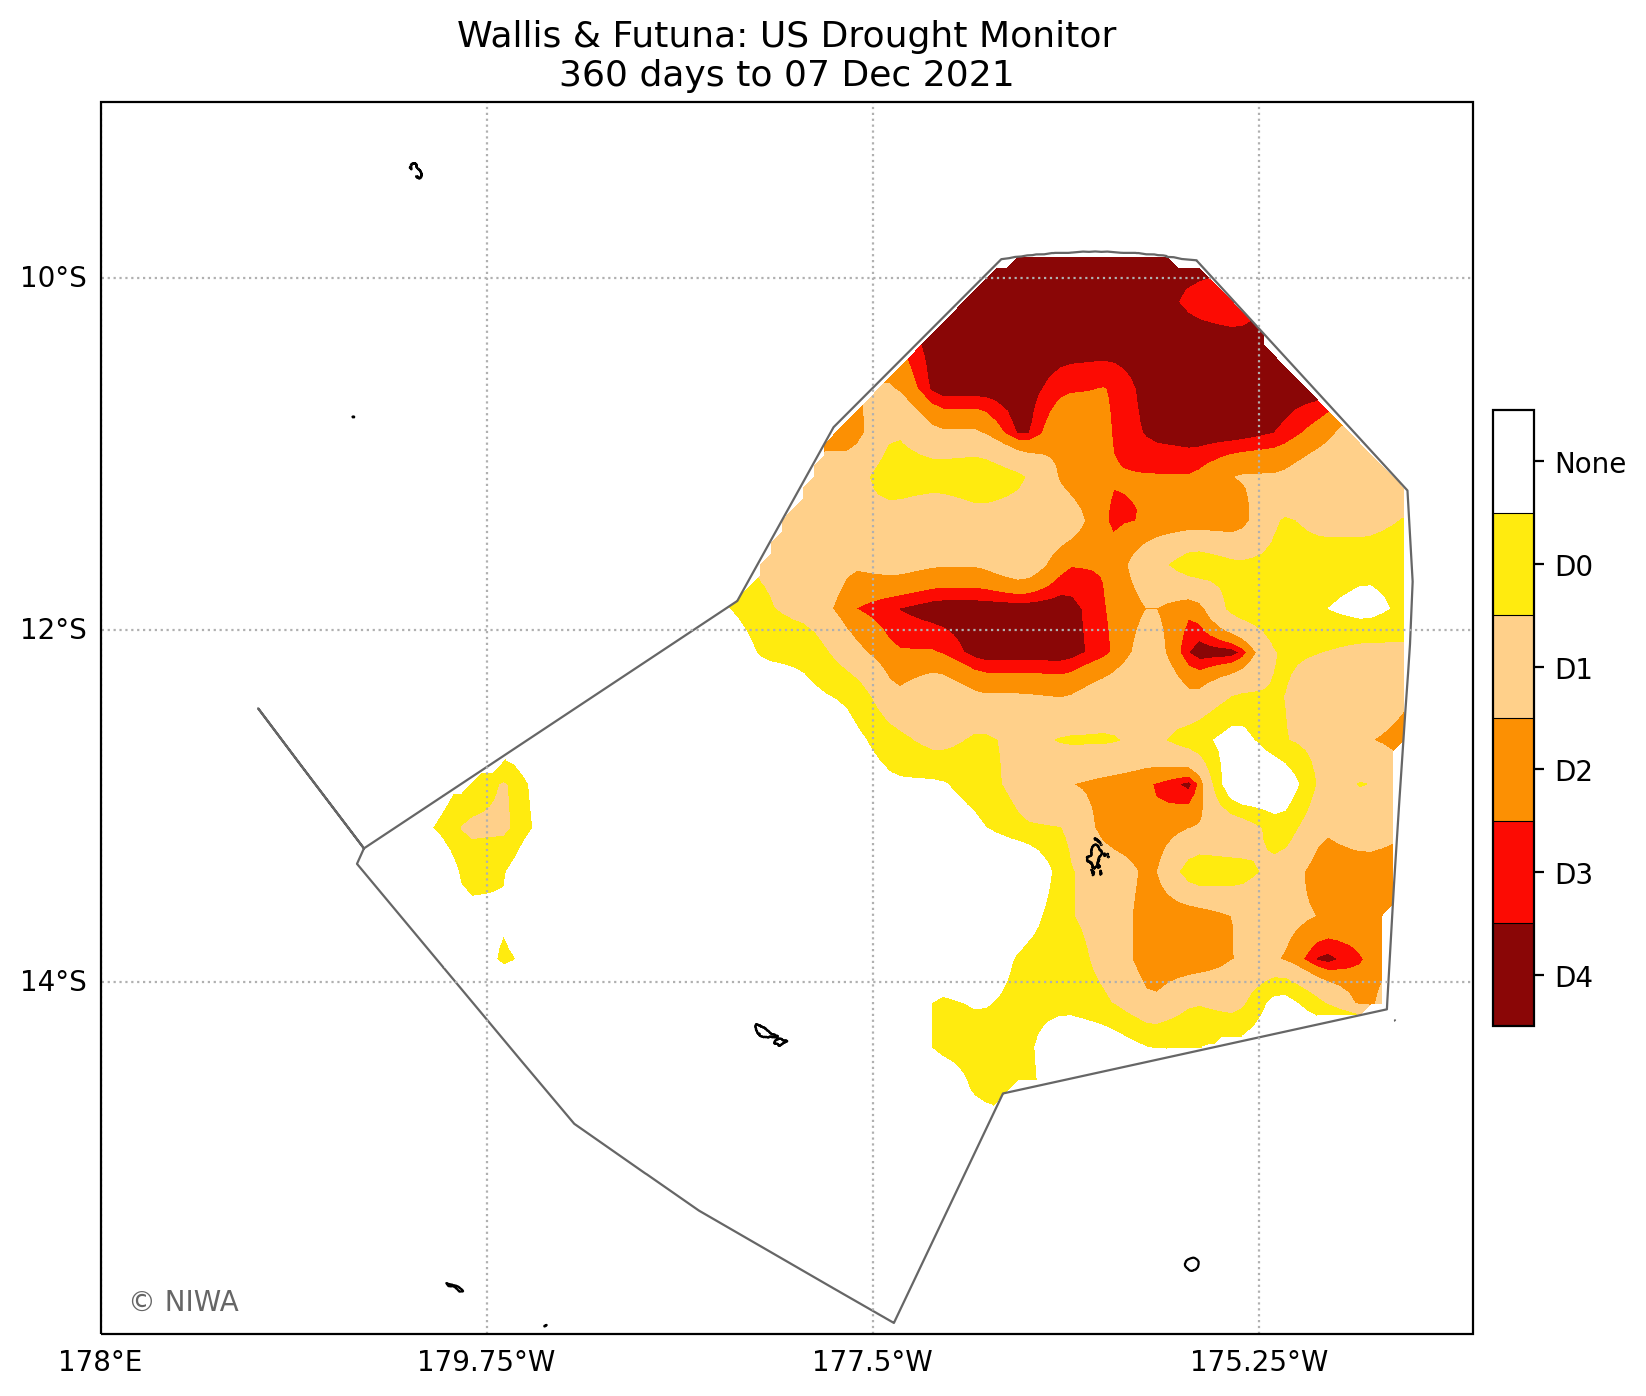 Wallis & Futuna: US Drought Monitor
360 days to 07 Dec 2021
10°S
12°S
14°S
178°E
179.75°W
177.5°W
175.25°W
None
D0
D1
D2
D3
D4
© NIWA